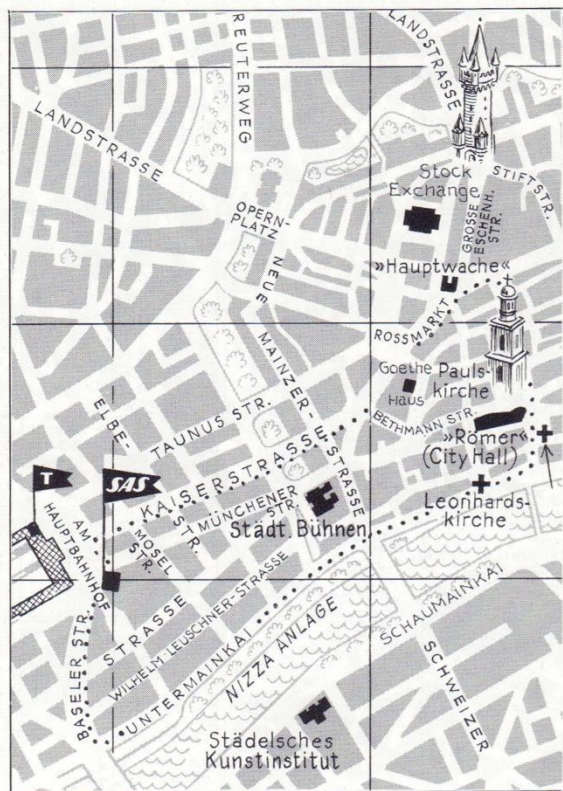 LANDSTRASSE
REUTERWEG
LANDSTRASSE
Stock
Exchange
STIFTSTR.
GROSSE
ESCHENH.
STR.
OPERN-
PLATZ
»Hauptwache«
NEUE
MAINZER-
STRASSE
ROSSMARKT
Goethe
Haus
Pauls-
kirche
BETHMANN STR.
»Römer«
(City Hall)
ELBE-
STR.
TAUNUS STR.
KAISERSTRASSE
T
SAS
MÜNCHENER
STR.
Städt. Bühnen
Leonhards-
kirche
AM
HAUPTBAHNHOF
MOSEL
STR.
STRASSE
WILHELM-LEUSCHNER-STRASSE
BASELER STR.
UNTERMAINKAI
NIZZA ANLAGE
SCHAUMAINKAI
SCHWEIZER
Städelsches
Kunstinstitut